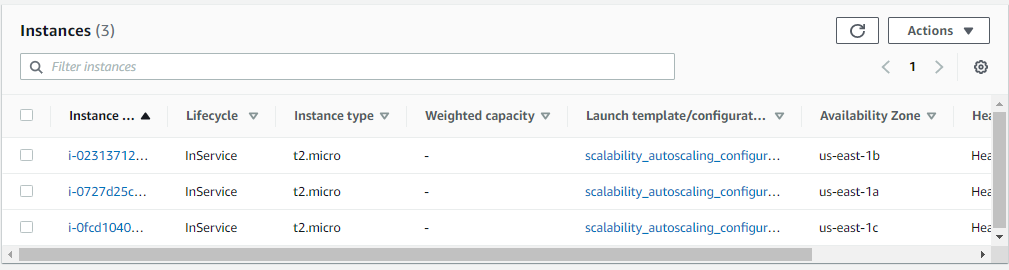 Instances (3)
Actions
Filter instances
1
Instance ... Lifecycle Instance type Weighted capacity Launch template/configurat... Availability Zone Hea
i-02313712... InService t2.micro - scalability_autoscaling_configur... us-east-1b Hea
i-0727d25c... InService t2.micro - scalability_autoscaling_configur... us-east-1a Hea
i-0fcd1040... InService t2.micro - scalability_autoscaling_configur... us-east-1c Hea